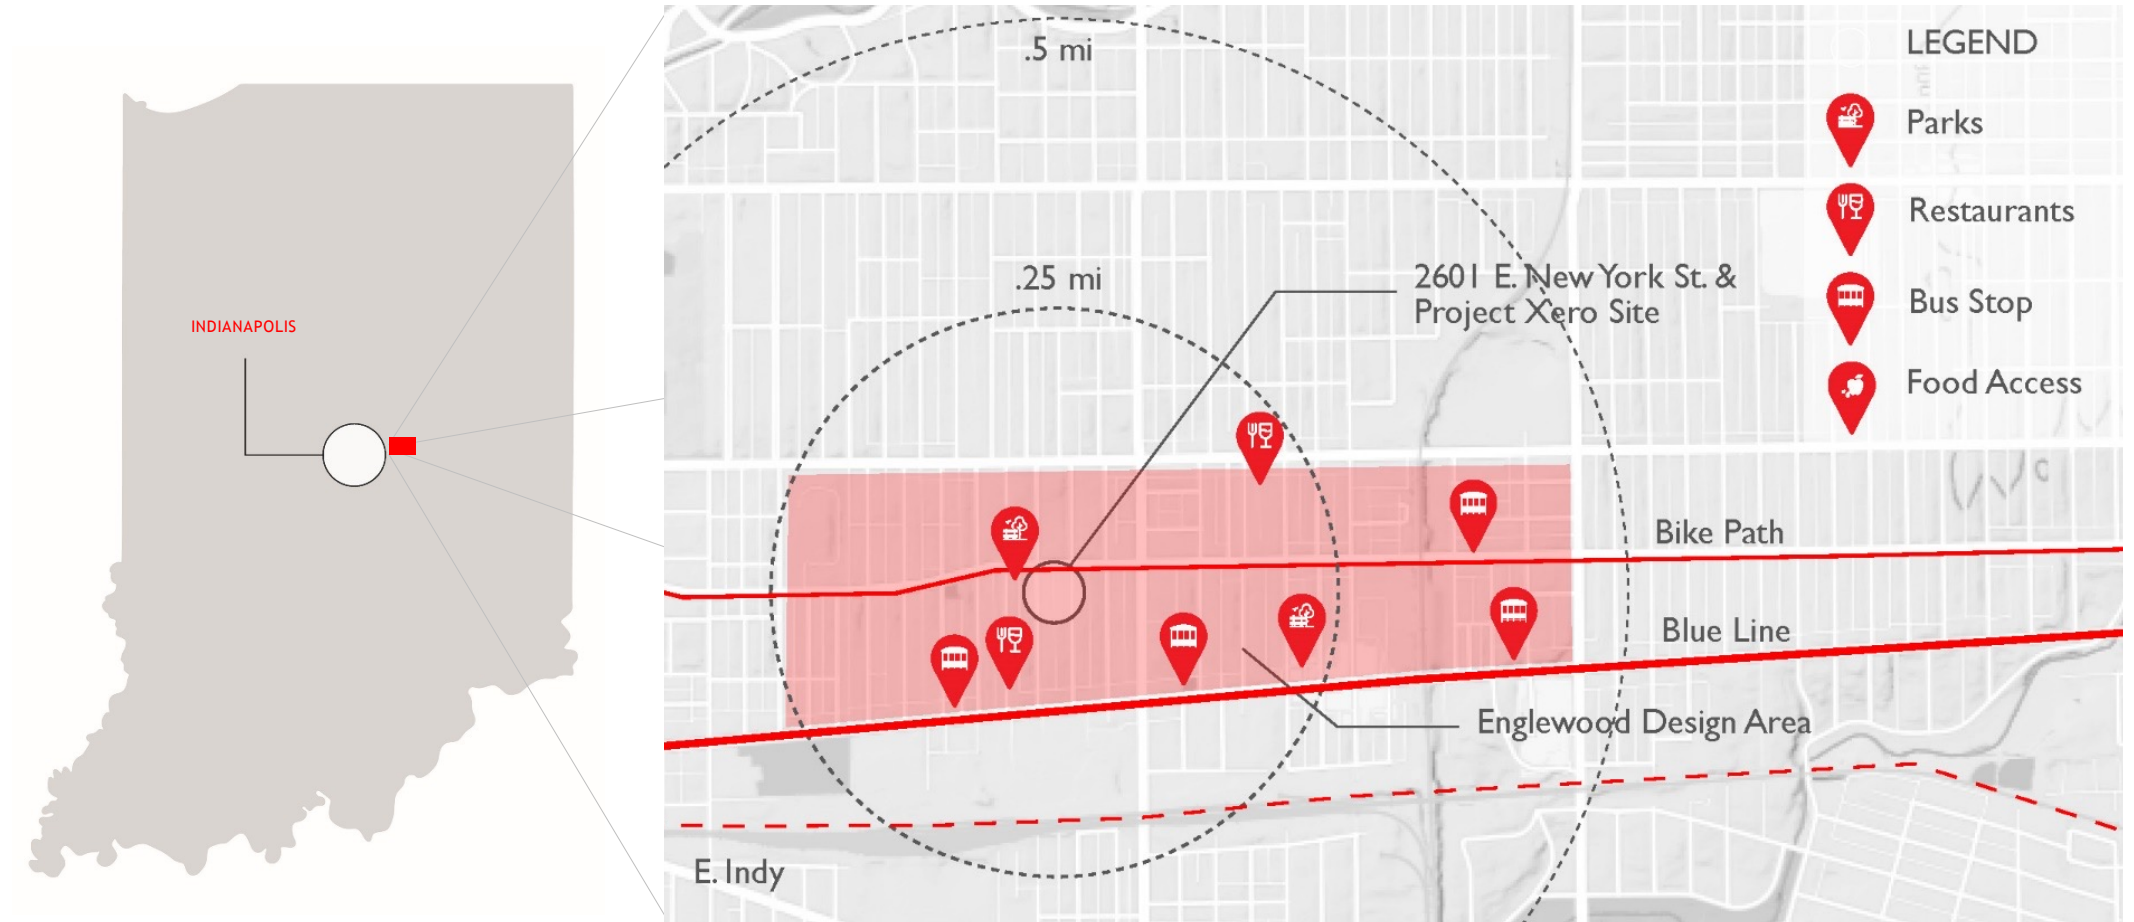 INDIANAPOLIS
.5 mi
.25 mi
2601 E. New York St. &
Project Xero Site
Bike Path
Blue Line
Englewood Design Area
E. Indy
LEGEND
Parks
Restaurants
Bus Stop
Food Access